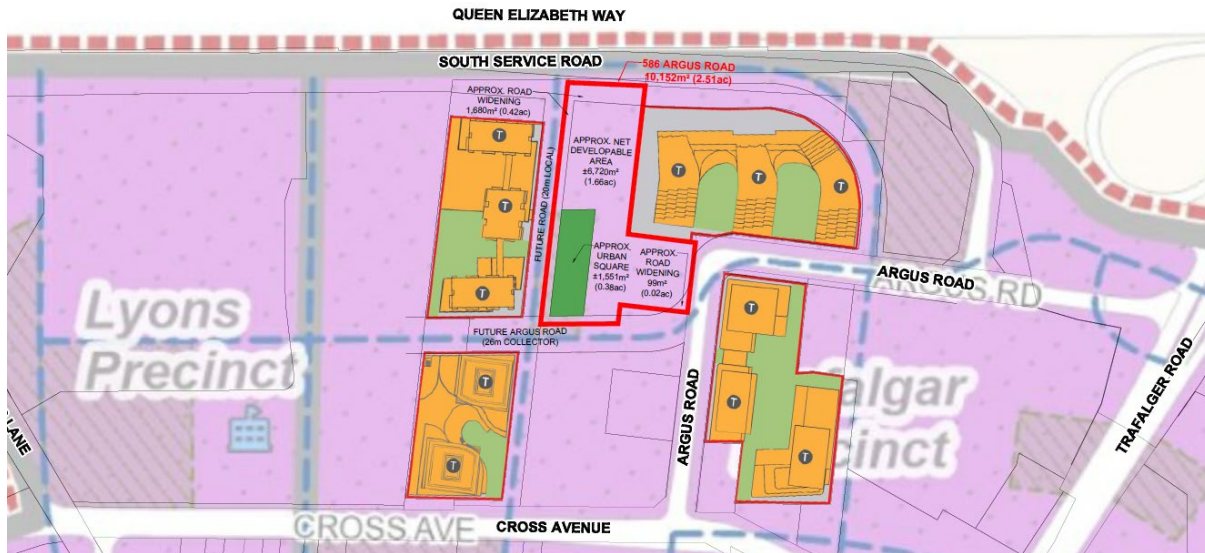 QUEEN ELIZABETH WAY
SOUTH SERVICE ROAD
586 ARGUS ROAD
10,152m² (2.51ac)
APPROX. ROAD
WIDENING
1,680m² (0.42ac)
T
T
T
FUTURE ROAD (20m LOCAL)
APPROX. NET
DEVELOPABLE
AREA
±6,720m²
(1.66ac)
T
T
T
APPROX.
URBAN
SQUARE
±1,551m²
(0.38ac)
APPROX.
ROAD
WIDENING
99m²
(0.02ac)
ARGUS ROAD
ARGUS RD
Lyons
Precinct
FUTURE ARGUS ROAD
(26m COLLECTOR)
T
T
ARGUS ROAD
T
T
T
falgar
cinct
TRAFALGER ROAD
LANE
CROSS AVE
CROSS AVENUE